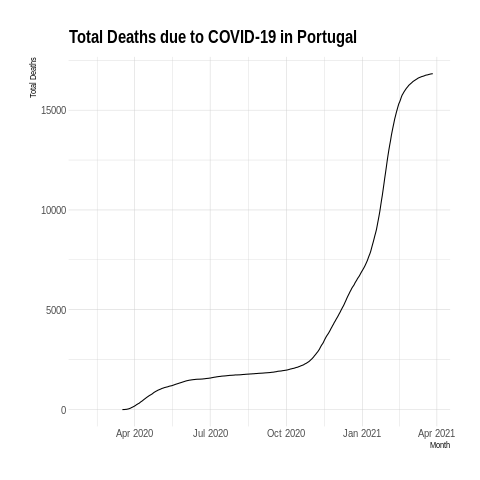 Total Deaths due to COVID-19 in Portugal
Total Deaths
15000
10000
5000
0
Apr 2020 Jul 2020 Oct 2020 Jan 2021 Apr 2021
Month